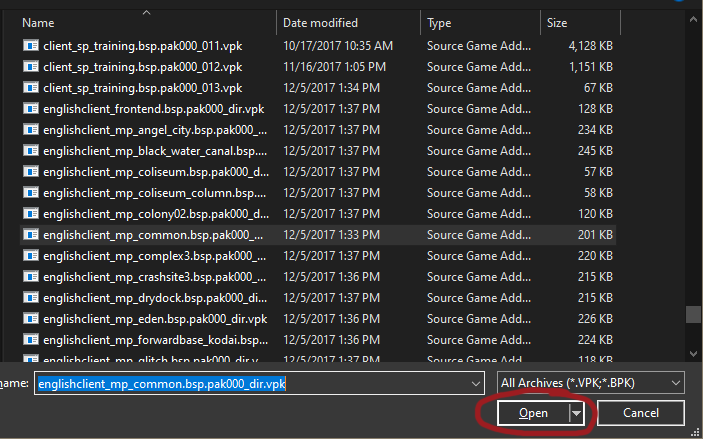 Name Date modified Type Size
client_sp_training.bsp.pak000_011.vpk 10/17/2017 10:35 AM Source Game Add... 4,128 KB
client_sp_training.bsp.pak000_012.vpk 11/16/2017 1:05 PM Source Game Add... 1,151 KB
client_sp_training.bsp.pak000_013.vpk 12/5/2017 1:34 PM Source Game Add... 67 KB
englishclient_frontend.bsp.pak000_dir.vpk 12/5/2017 1:37 PM Source Game Add... 128 KB
englishclient_mp_angel_city.bsp.pak000_... 12/5/2017 1:37 PM Source Game Add... 234 KB
englishclient_mp_black_water_canal.bsp.... 12/5/2017 1:37 PM Source Game Add... 245 KB
englishclient_mp_coliseum.bsp.pak000_d... 12/5/2017 1:37 PM Source Game Add... 57 KB
englishclient_mp_coliseum_column.bsp.... 12/5/2017 1:37 PM Source Game Add... 58 KB
englishclient_mp_colony02.bsp.pak000_d... 12/5/2017 1:37 PM Source Game Add... 120 KB
englishclient_mp_common.bsp.pak000_... 12/5/2017 1:33 PM Source Game Add... 201 KB
englishclient_mp_complex3.bsp.pak000_... 12/5/2017 1:37 PM Source Game Add... 220 KB
englishclient_mp_crashsite3.bsp.pak000_... 12/5/2017 1:36 PM Source Game Add... 215 KB
englishclient_mp_drydock.bsp.pak000_di... 12/5/2017 1:37 PM Source Game Add... 215 KB
englishclient_mp_eden.bsp.pak000_dir.vpk 12/5/2017 1:36 PM Source Game Add... 226 KB
englishclient_mp_forwardbase_kodai.bsp... 12/5/2017 1:36 PM Source Game Add... 224 KB
englishclient_mp_glitch.bsp.pak000_dir.v... 12/5/2017 1:36 PM Source Game Add... 216 KB
name: englishclient_mp_common.bsp.pak000_dir.vpk All Archives (*.VPK;*.BPK)
Open Cancel